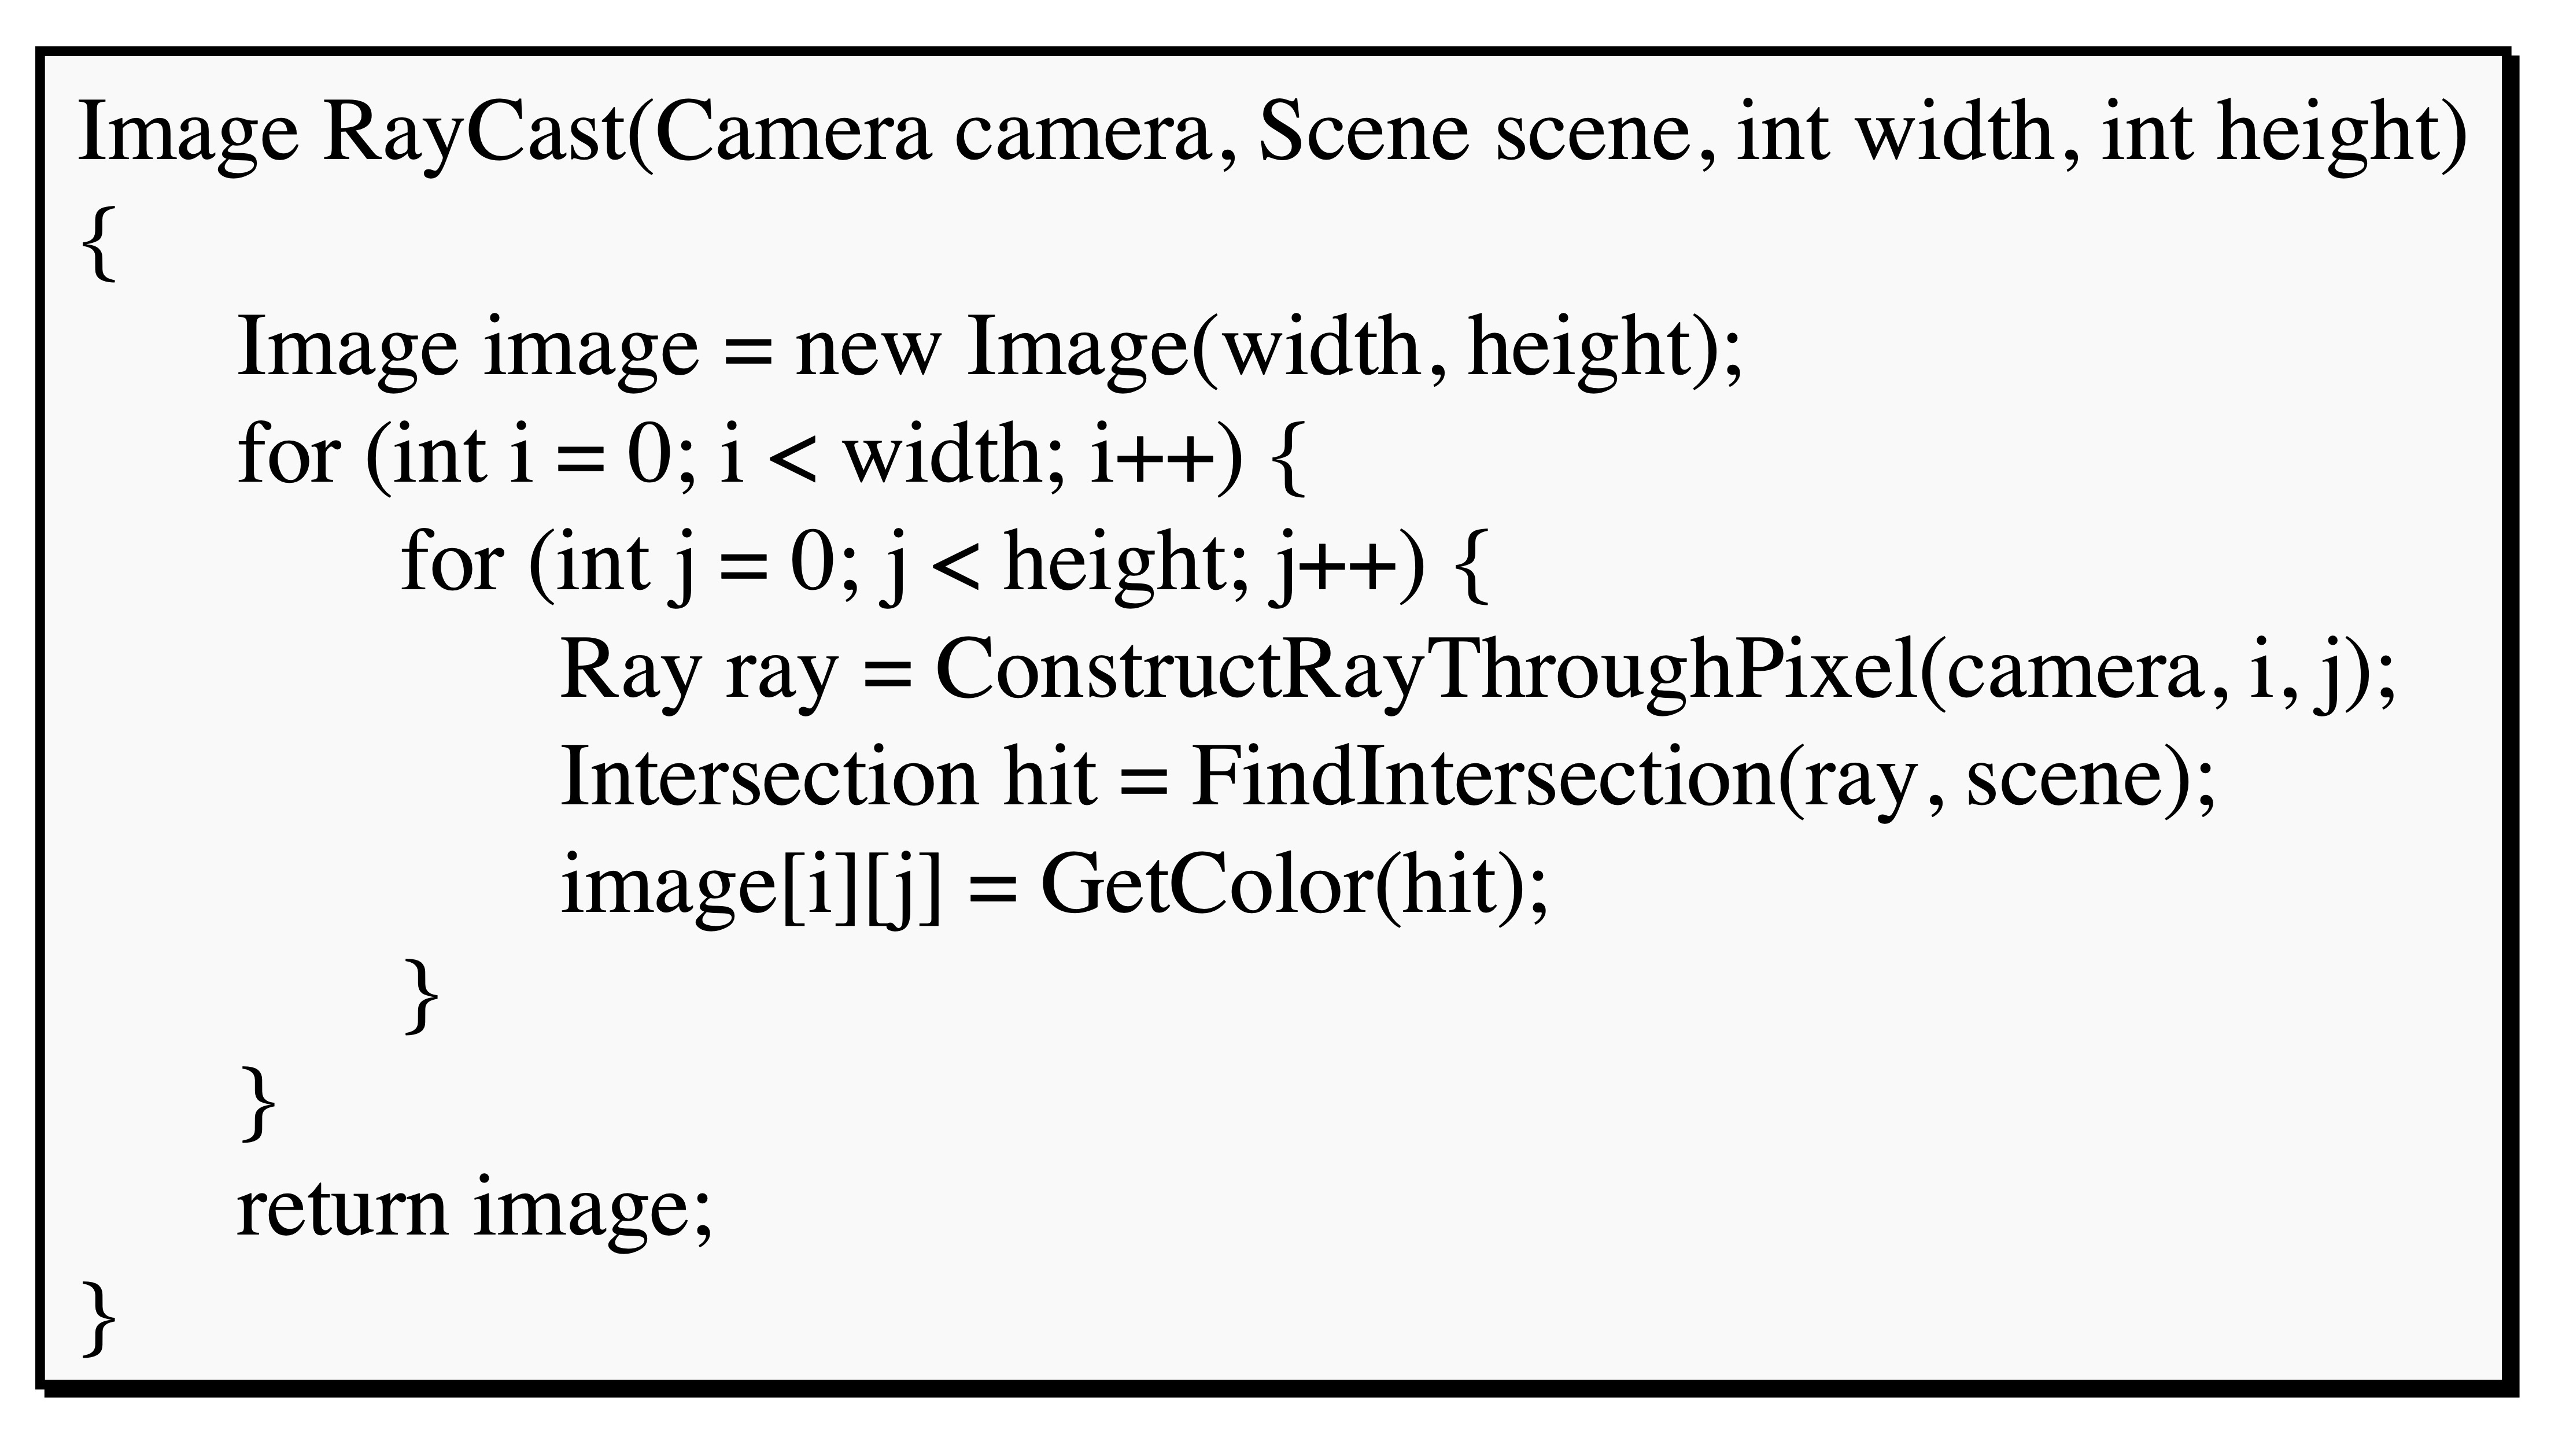 Image RayCast(Camera camera, Scene scene, int width, int height)
{
Image image = new Image(width, height);
for (int i = 0; i < width; i++) {
for (int j = 0; j < height; j++) {
Ray ray = ConstructRayThroughPixel(camera, i, j);
Intersection hit = FindIntersection(ray, scene);
image[i][j] = GetColor(hit);
}
}
return image;
}